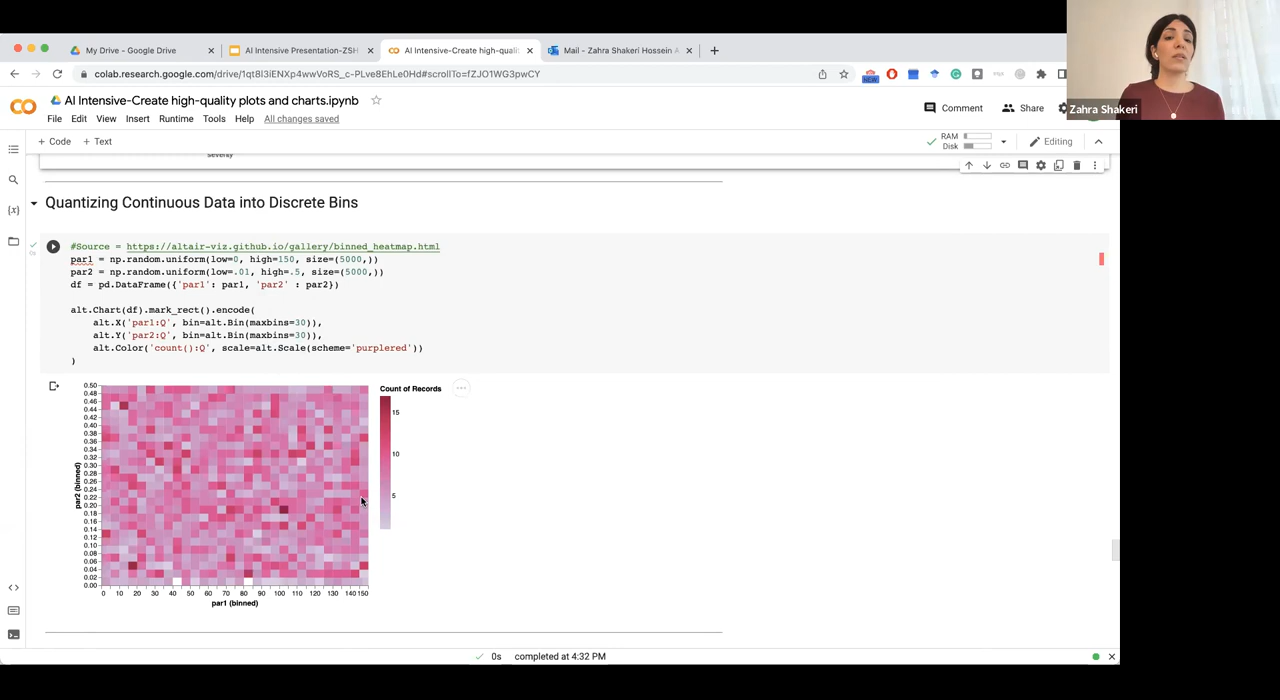 My Drive - Google Drive
AI Intensive Presentation-ZSH
AI Intensive-Create high-quali
Mail - Zahra Shakeri Hossein A
colab.research.google.com/drive/1qt8I3iENXp4wwVoRS_c-PLve8EhLe0Hd#scrollTo=fZJO1WG3pwCY
NEW
Zahra Shakeri
AI Intensive-Create high-quality plots and charts.ipynb
Comment
Share
File Edit View Insert Runtime Tools Help All changes saved
+ Code + Text
RAM
Disk
Editing
severity
Quantizing Continuous Data into Discrete Bins
#Source = https://altair-viz.github.io/gallery/binned_heatmap.html
par1 = np.random.uniform(low=0, high=150, size=(5000,))
par2 = np.random.uniform(low=.01, high=.5, size=(5000,))
df = pd.DataFrame({'par1': par1, 'par2' : par2})
alt.Chart(df).mark_rect().encode(
alt.X('par1:Q', bin=alt.Bin(maxbins=30)),
alt.Y('par2:Q', bin=alt.Bin(maxbins=30)),
alt.Color('count():Q', scale=alt.Scale(scheme='purplered'))
)
0.50
0.48
0.46
0.44
0.42
0.40
0.38
0.36
0.34
0.32
0.30
0.28
0.26
0.24
0.22
0.20
0.18
0.16
0.14
0.12
0.10
0.08
0.06
0.04
0.02
0.00
par2 (binned)
0 10 20 30 40 50 60 70 80 90 100 110 120 130 140 150
par1 (binned)
Count of Records
15
10
5
0s completed at 4:32 PM